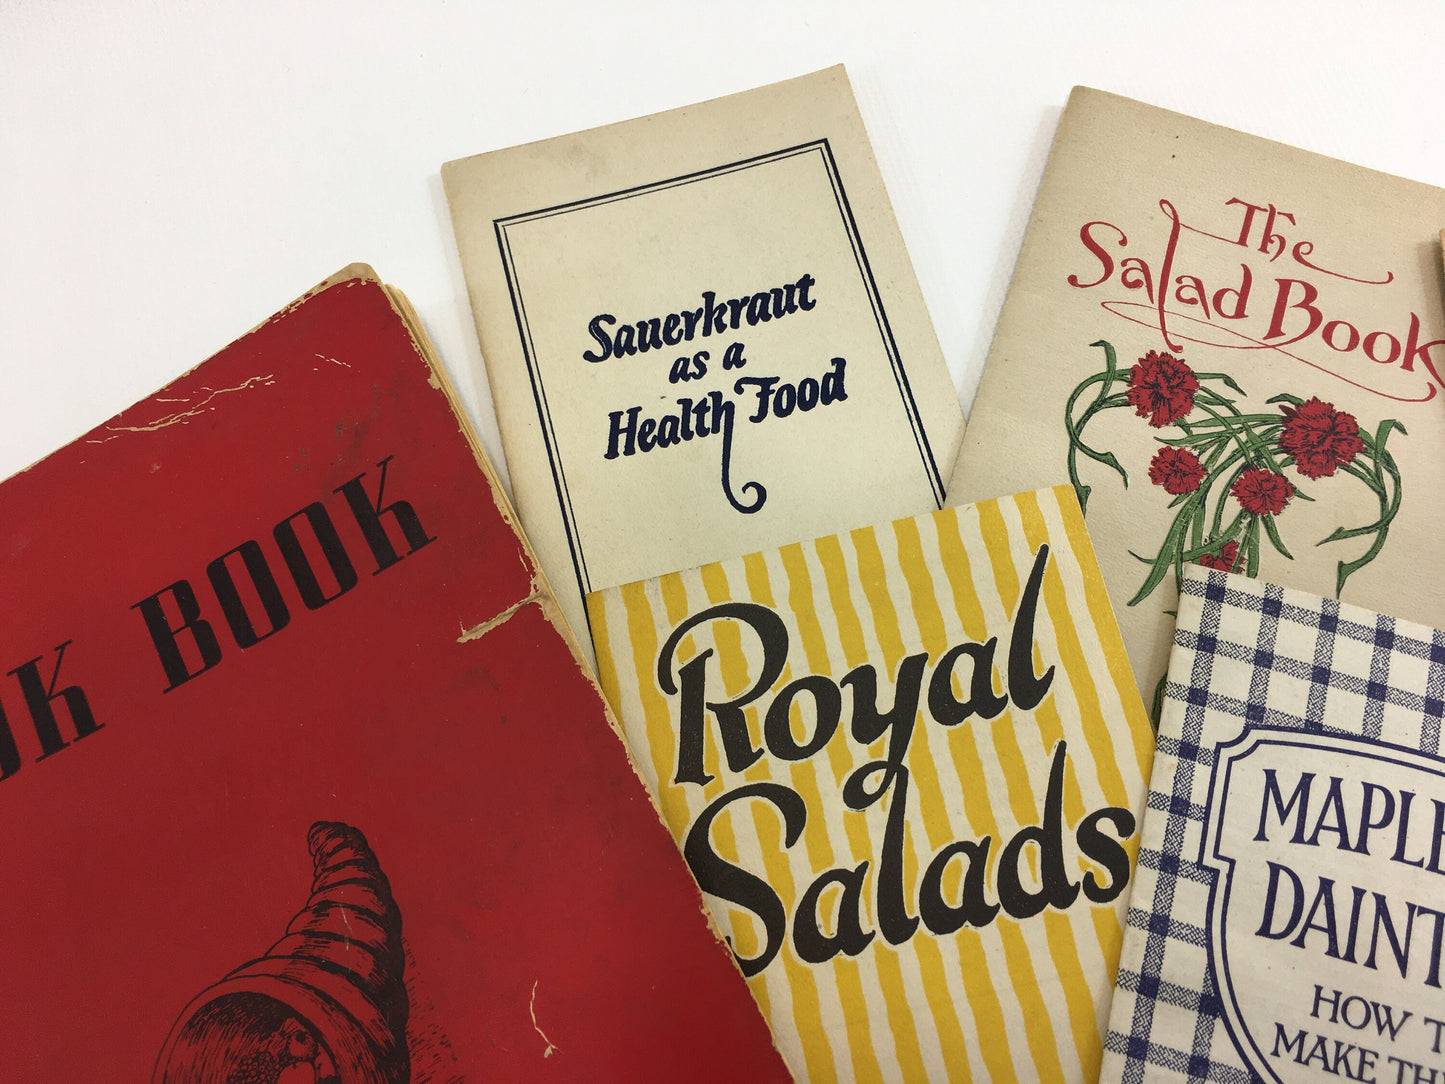 OK BOOK
Sauerkraut
as a
Health Food
The
Salad Book
Royal
Salads
MAPLE
DAINT
HOW T
MAKE TH